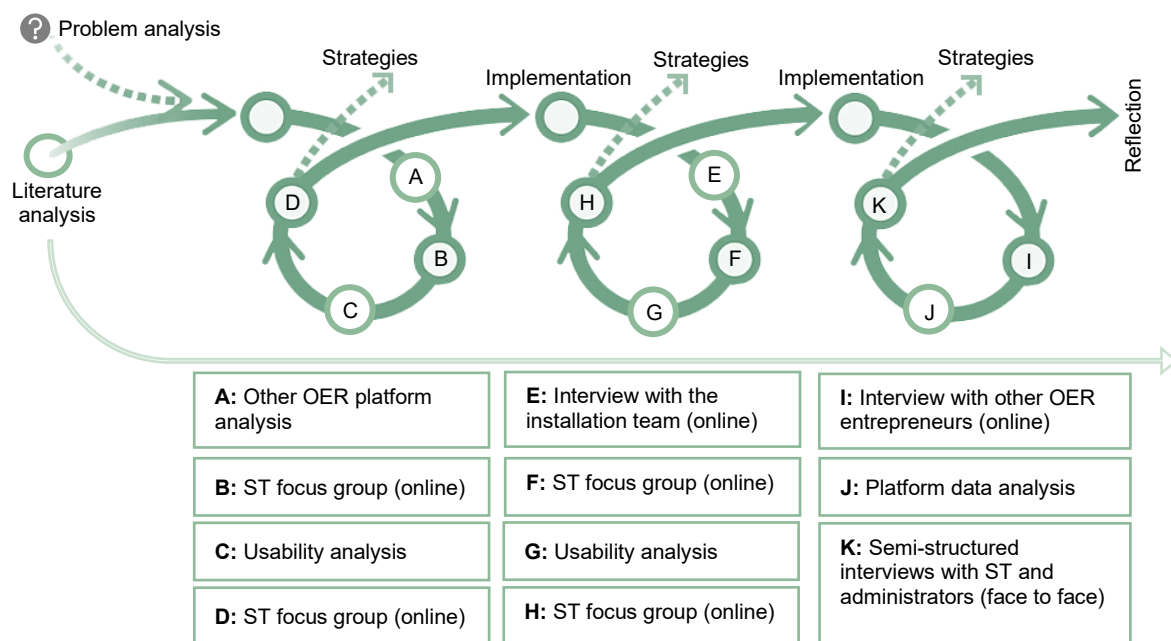 ?
Problem analysis
Strategies
Strategies
Strategies
Implementation
Implementation
Reflection
Literature
analysis
A
B
C
D
E
F
G
H
I
J
K
A: Other OER platform
analysis
B: ST focus group (online)
C: Usability analysis
D: ST focus group (online)
E: Interview with the
installation team (online)
F: ST focus group (online)
G: Usability analysis
H: ST focus group (online)
I: Interview with other OER
entrepreneurs (online)
J: Platform data analysis
K: Semi-structured
interviews with ST and
administrators (face to face)